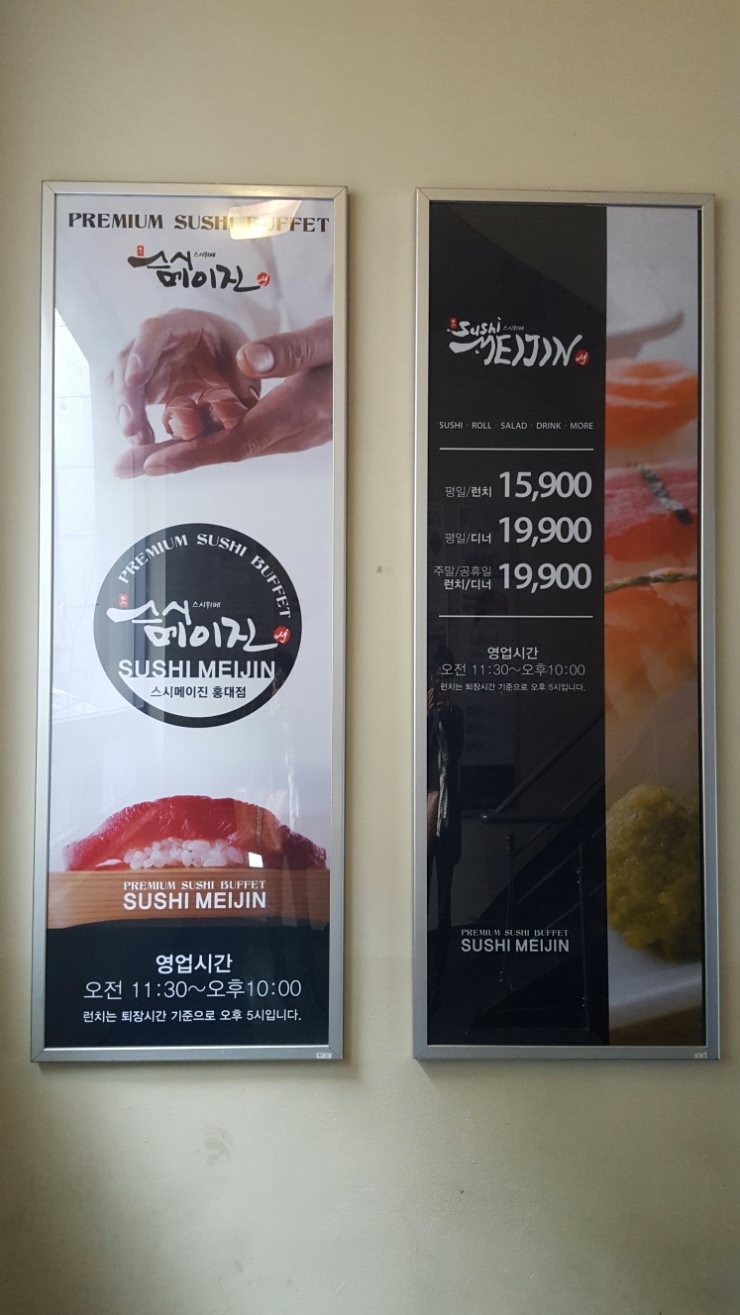 PREMIUM SUSHI BUFFET
스시뷔페
스시
메이진
PREMIUM SUSHI BUFFET
스시뷔페
스시
메이진
SUSHI MEIJIN
스시메이진 홍대점
PREMIUM SUSHI BUFFET
SUSHI MEIJIN
영업시간
오전 11:30~오후10:00
런치는 퇴장시간 기준으로 오후 5시입니다.
Sushi 스시뷔페
MEIJIN
SUSHI · ROLL · SALAD · DRINK · MORE
평일/런치 15,900
평일/디너 19,900
주말/공휴일
런치/디너 19,900
영업시간
오전 11:30~오후10:00
런치는 퇴장시간 기준으로 오후 5시입니다.
PREMIUM SUSHI BUFFET
SUSHI MEIJIN